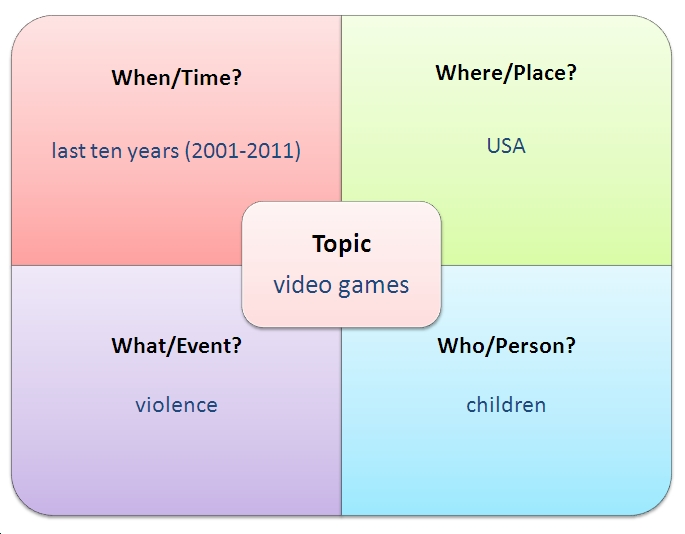 When/Time?
last ten years (2001-2011)
Where/Place?
USA
Topic
video games
What/Event?
violence
Who/Person?
children